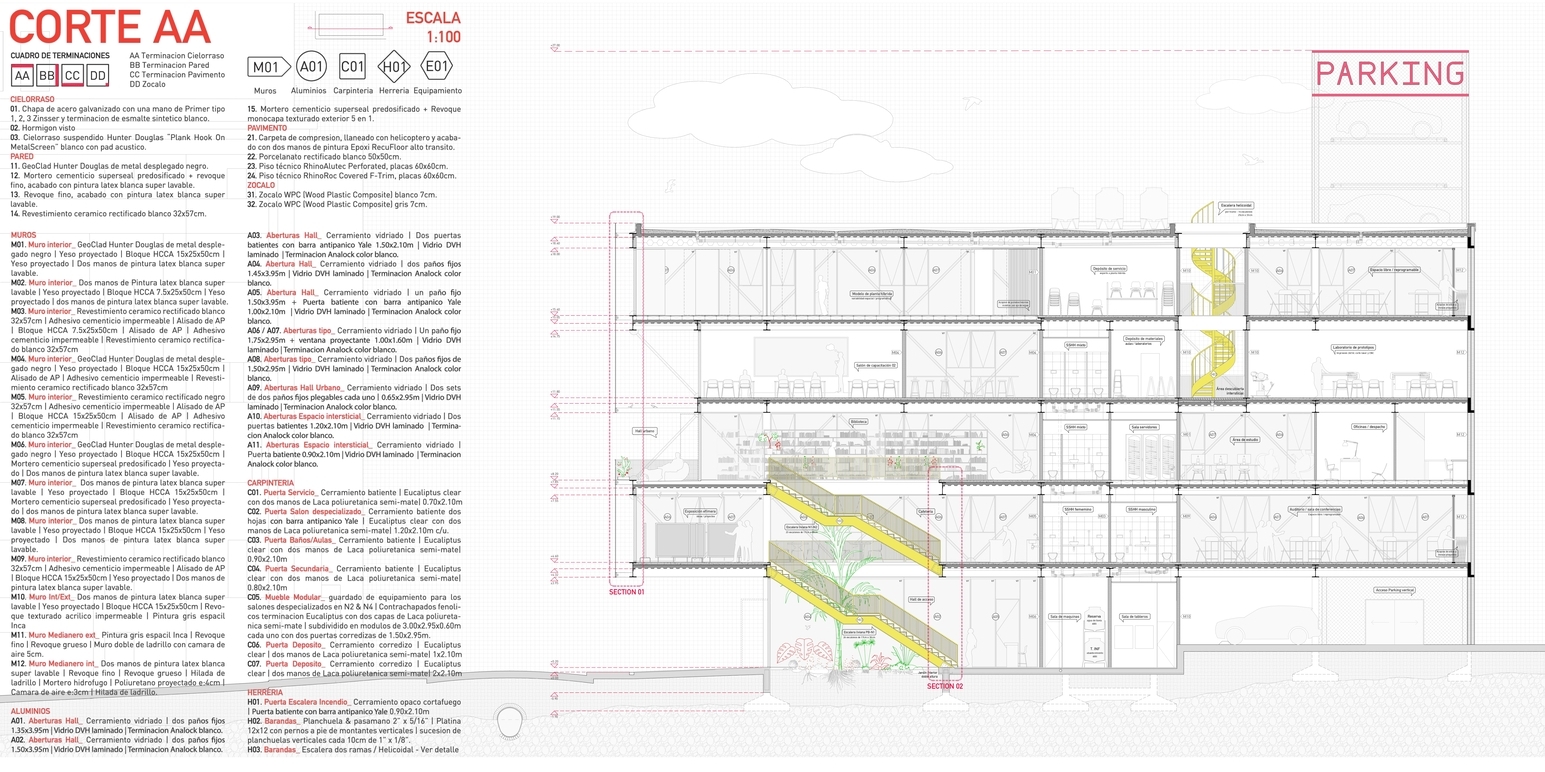 CORTE AA
ESCALA
1:100
CUADRO DE TERMINACIONES
AA BB CC DD
AA Terminacion Cielorraso
BB Terminacion Pared
CC Terminacion Pavimento
DD Zocalo
M01 A01 C01 H01 E01
Muros Aluminios Carpinteria Herreria Equipamiento
CIELORRASO
01. Chapa de acero galvanizado con una mano de Primer tipo
1, 2, 3 Zinsser y terminacion de esmalte sintetico blanco.
02. Hormigon visto
03. Cielorraso suspendido Hunter Douglas "Plank Hook On
MetalScreen" blanco con pad acustico.
PARED
11. GeoClad Hunter Douglas de metal desplegado negro.
12. Mortero cementicio superseal predosificado + revoque
fino, acabado con pintura latex blanca super lavable.
13. Revoque fino, acabado con pintura latex blanca super
lavable.
14. Revestimiento ceramico rectificado blanco 32x57cm.
15. Mortero cementicio superseal predosificado + Revoque
monocapa texturado exterior 5 en 1.
PAVIMENTO
21. Carpeta de compresion, llaneado con helicoptero y acaba-
do con dos manos de pintura Epoxi RecuFloor alto transito.
22. Porcelanato rectificado blanco 50x50cm.
23. Piso técnico RhinoAlutec Perforated, placas 60x60cm.
24. Piso técnico RhinoRoc Covered F-Trim, placas 60x60cm.
ZOCALO
31. Zocalo WPC (Wood Plastic Composite) blanco 7cm.
32. Zocalo WPC (Wood Plastic Composite) gris 7cm.
MUROS
M01. Muro interior_ GeoClad Hunter Douglas de metal desple-
gado negro | Yeso proyectado | Bloque HCCA 15x25x50cm |
Yeso proyectado | Dos manos de pintura latex blanca super
lavable.
M02. Muro interior_ Dos manos de pintura latex blanca super
lavable | Yeso proyectado | Bloque HCCA 15x25x50cm | Yeso
proyectado | dos manos de pintura latex blanca super lavable.
M03. Muro interior_ Revestimiento ceramico rectificado blanco
32x57cm | Adhesivo cementicio impermeable | Alisado de AP
| Bloque HCCA 7.5x25x50cm | Alisado de AP | Adhesivo
cementicio impermeable | Revestimiento ceramico rectifica-
do blanco 32x57cm
M04. Muro interior_ GeoClad Hunter Douglas de metal desple-
gado negro | Yeso proyectado | Bloque HCCA 15x25x50cm |
Alisado de AP | Adhesivo cementicio impermeable | Revesti-
miento ceramico rectificado blanco 32x57cm
M05. Muro interior_ Revestimiento ceramico rectificado negro
32x57cm | Adhesivo cementicio impermeable | Alisado de AP
| Bloque HCCA 15x25x50cm | Alisado de AP | Adhesivo
cementicio impermeable | Revestimiento ceramico rectifica-
do blanco 32x57cm
M06. Muro interior_ GeoClad Hunter Douglas de metal desple-
gado negro | Yeso proyectado | Bloque HCCA 15x25x50cm |
Mortero cementicio superseal predosificado | Yeso proyecta-
do | Dos manos de pintura latex blanca super lavable.
M07. Muro interior_ Dos manos de pintura latex blanca super
lavable | Yeso proyectado | Bloque HCCA 15x25x50cm |
Mortero cementicio superseal predosificado | Yeso proyecta-
do | dos manos de pintura latex blanca super lavable.
M08. Muro interior_ Dos manos de pintura latex blanca super
lavable | Yeso proyectado | Bloque HCCA 15x25x50cm | Yeso
proyectado | Dos manos de pintura latex blanca super
lavable.
M09. Muro interior_ Revestimiento ceramico rectificado blanco
32x57cm | Adhesivo cementicio impermeable | Alisado de AP
| Bloque HCCA 15x25x50cm | Yeso proyectado | Dos manos de
pintura latex blanca super lavable.
M10. Muro Int/Ext_ Dos manos de pintura latex blanca super
lavable | Yeso proyectado | Bloque HCCA 15x25x50cm | Revo-
que texturado acrilico impermeable | Pintura gris espacil
Inca
M11. Muro Medianero ext_ Pintura gris espacil Inca | Revoque
fino | Revoque grueso | Muro doble de ladrillo con camara de
aire 5cm.
M12. Muro Medianero int_ Dos manos de pintura latex blanca
super lavable | Revoque fino | Revoque grueso | Hilada de
ladrillo | Mortero hidrofugo | Poliuretano proyectado e:4cm |
Camara de aire e:3cm | Hilada de ladrillo.
ALUMINIOS
A01. Aberturas Hall_ Cerramiento vidriado | dos paños fijos
1.35x3.95m | Vidrio DVH laminado | Terminacion Analock blanco.
A02. Aberturas Hall_ Cerramiento vidriado | dos paños fijos
1.50x3.95m | Vidrio DVH laminado | Terminacion Analock blanco.
A03. Aberturas Hall_ Cerramiento vidriado | Dos puertas
batientes con barra antipanico Yale 1.50x2.10m | Vidrio DVH
laminado | Terminacion Analock color blanco.
A04. Abertura Hall_ Cerramiento vidriado | dos paños fijos
1.45x3.95m | Vidrio DVH laminado | Terminacion Analock color
blanco.
A05. Abertura Hall_ Cerramiento vidriado | un paño fijo
1.50x3.95m + Puerta batiente con barra antipanico Yale
1.00x2.10m | Vidrio DVH laminado | Terminacion Analock color
blanco.
A06 / A07. Aberturas tipo_ Cerramiento vidriado | Un paño fijo
1.75x2.95m + ventana proyectante 1.00x1.60m | Vidrio DVH
laminado | Terminacion Analock color blanco.
A08. Aberturas tipo_ Cerramiento vidriado | Dos paños fijos de
1.50x2.95m | Vidrio DVH laminado | Terminacion Analock color
blanco.
A09. Aberturas Hall Urbano_ Cerramiento vidriado | Dos sets
de dos paños fijos plegables cada uno | 0.65x2.95m | Vidrio DVH
laminado | Terminacion Analock color blanco.
A10. Aberturas Espacio intersticial_ Cerramiento vidriado | Dos
puertas batientes 1.20x2.10m | Vidrio DVH laminado | Termina-
cion Analock color blanco.
A11. Aberturas Espacio intersticial_ Cerramiento vidriado |
Puerta batiente 0.90x2.10m | Vidrio DVH laminado | Terminacion
Analock color blanco.
CARPINTERIA
C01. Puerta Servicio_ Cerramiento batiente | Eucaliptus clear
con dos manos de Laca poliuretanica semi-mate| 0.70x2.10m
C02. Puerta Salon despecializado_ Cerramiento batiente dos
hojas con barra antipanico Yale | Eucaliptus clear con dos
manos de Laca poliuretanica semi-mate| 1.20x2.10m c/u.
C03. Puerta Baños/Aulas_ Cerramiento batiente | Eucaliptus
clear con dos manos de Laca poliuretanica semi-mate|
0.90x2.10m
C04. Puerta Secundaria_ Cerramiento batiente | Eucaliptus
clear con dos manos de Laca poliuretanica semi-mate|
0.80x2.10m
C05. Mueble Modular_ guardado de equipamiento para los
salones despecializados en N2 & N4 | Contrachapados fenoli-
cos terminacion Eucaliptus con dos capas de Laca poliureta-
nica semi-mate | subdividido en modulos de 3.00x2.95x0.60m
cada uno con dos puertas corredizas de 1.50x2.95m.
C06. Puerta Deposito_ Cerramiento corredizo | Eucaliptus
clear | con dos manos de Laca poliuretanica semi-mate| 1x2.10m
C07. Puerta Deposito_ Cerramiento corredizo | Eucaliptus
clear | dos manos de Laca poliuretanica semi-mate| 2x2.10m
HERRERIA
H01. Puerta Escalera Incendio_ Cerramiento opaco cortafuego
| Puerta batiente con barra antipanico Yale 0.90x2.10m
H02. Barandas_ Planchuela & pasamano 2" x 5/16" | Platina
12x12 con pernos a pie de montantes verticales | sucesion de
planchuelas verticales cada 10cm de 1" x 1/8".
H03. Barandas_ Escalera dos ramas / Helicoidal - Ver detalle
PARKING
Escalera helicoidal
Deposito de servicio
Espacio libre / reprogramable
Modelo de planta híbrida
SSHH mixto
Depósito de materiales
Laboratorio de prototipos
Salón de capacitación 02
Área descubierta
intersticial
Hall urbano
Biblioteca
SSHH mixto
Sala servidores
Área de estudio
Oficinas / despacho
Exposición efímera
Cafetería
SSHH femenino
SSHH masculino
Auditorio / sala de conferencias
SECTION 01
Hall de acceso
Sala de maquinas
Reserva
T. INF
Sala de tableros
Acceso Parking vertical
SECTION 02